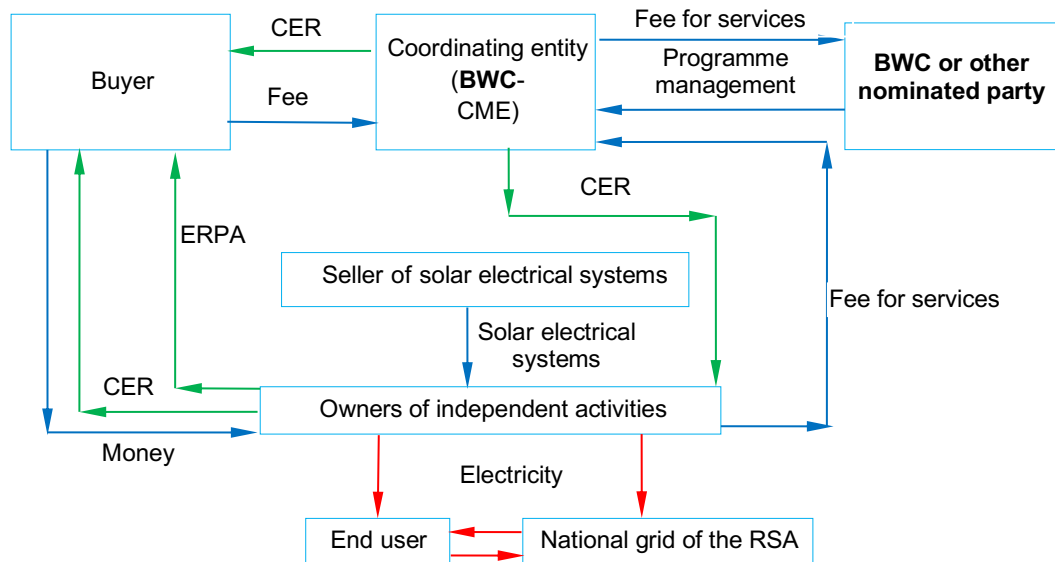 CER
Fee for services
Buyer
Coordinating entity
(BWC-
CME)
Programme
management
BWC or other
nominated party
Fee
CER
ERPA
Seller of solar electrical systems
Fee for services
Solar electrical
systems
CER
Owners of independent activities
Money
Electricity
End user
National grid of the RSA